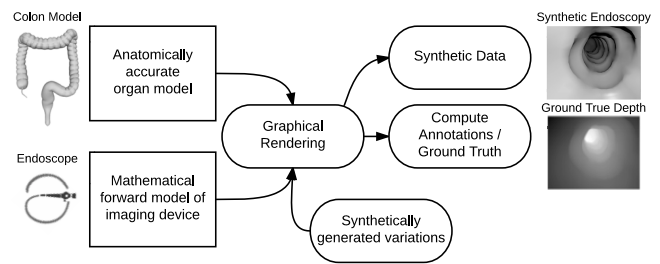 Colon Model
Anatomically
accurate
organ model
Endoscope
Mathematical
forward model of
imaging device
Graphical
Rendering
Synthetically
generated variations
Synthetic Data
Compute
Annotations /
Ground Truth
Synthetic Endoscopy
Ground True Depth